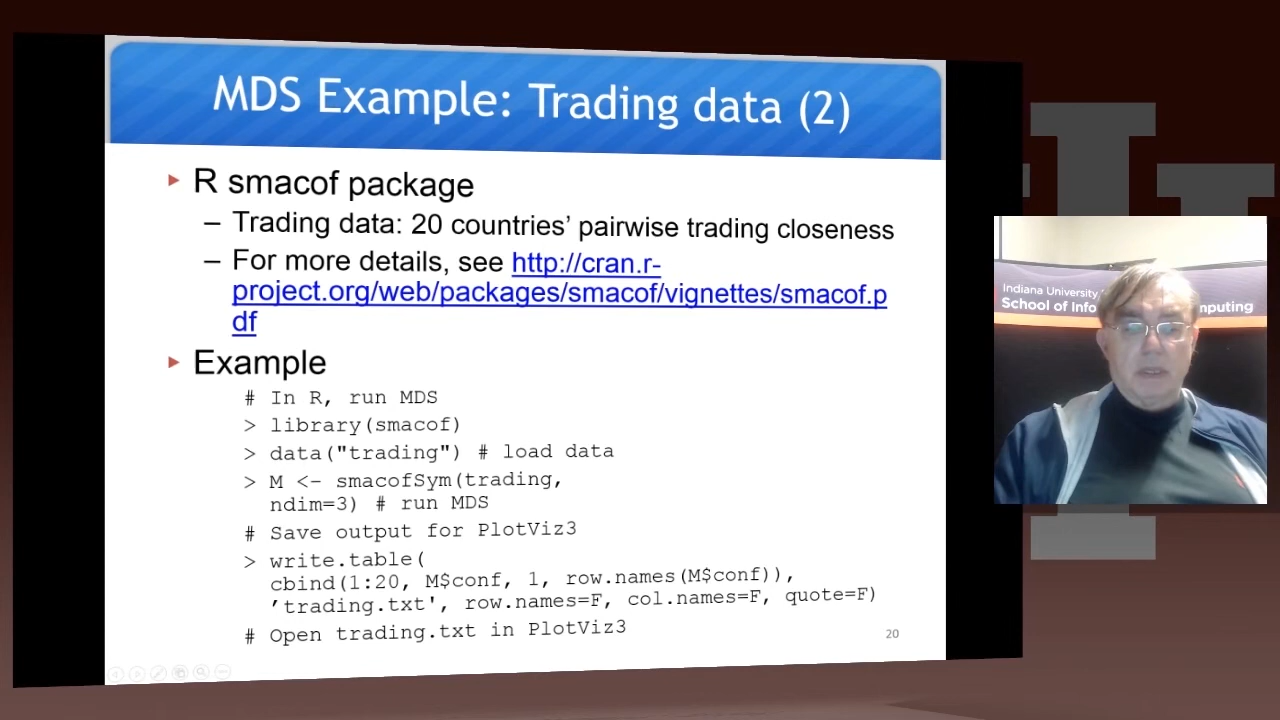 MDS Example: Trading data (2)
▸ R smacof package
– Trading data: 20 countries’ pairwise trading closeness
– For more details, see http://cran.r-
project.org/web/packages/smacof/vignettes/smacof.p
df
▸ Example
# In R, run MDS
> library(smacof)
> data("trading") # load data
> M <- smacofSym(trading,
ndim=3) # run MDS
# Save output for PlotViz3
> write.table(
cbind(1:20, M$conf, 1, row.names(M$conf)),
’trading.txt', row.names=F, col.names=F, quote=F)
# Open trading.txt in PlotViz3
20
Indiana University
School of Info
mputing